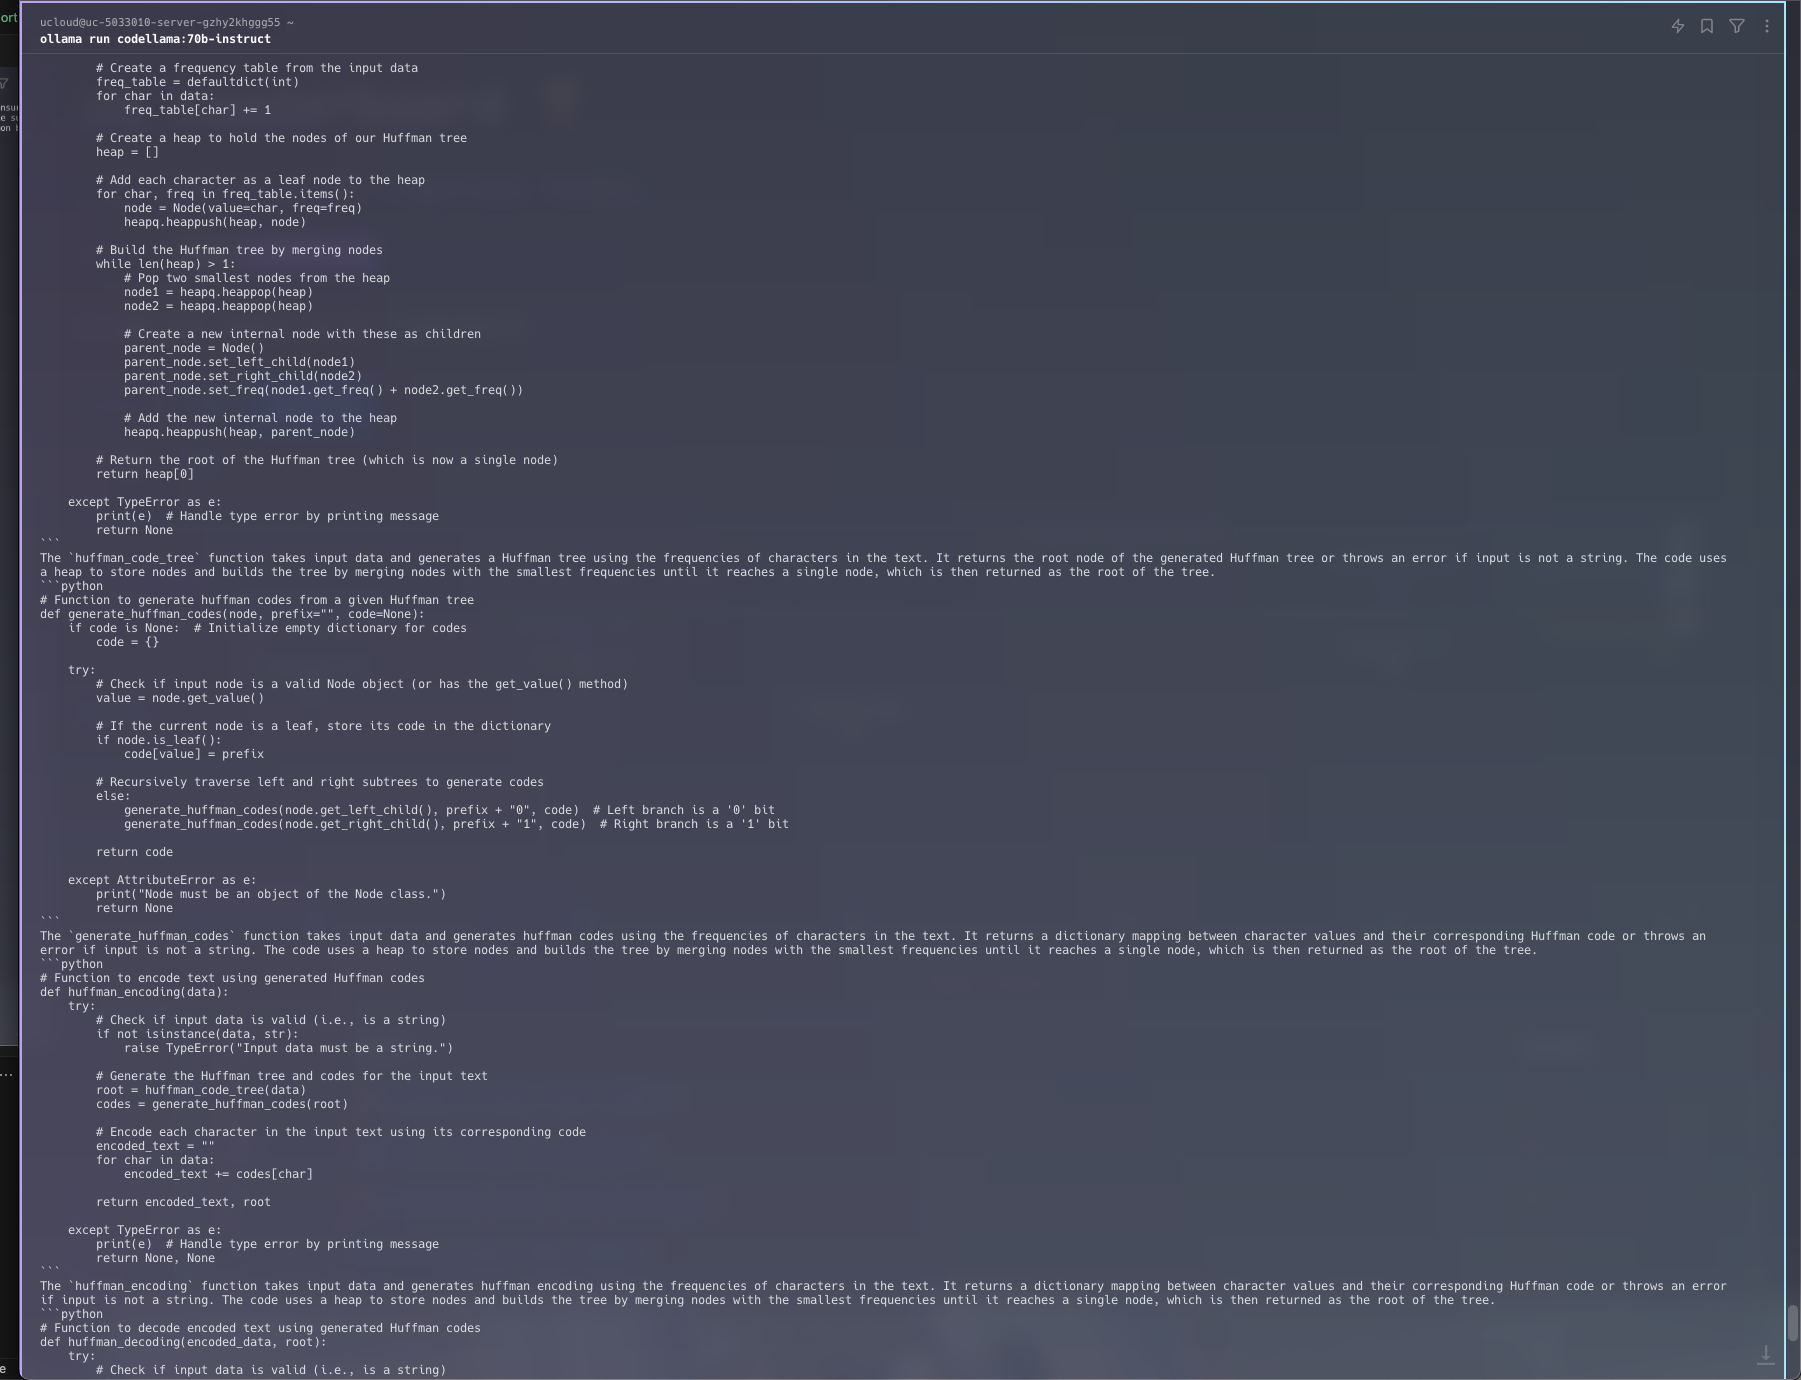 ort
nsu
e su
on b
...
e
ucloud@uc-5033010-server-gzhy2khggg55 ~
ollama run codellama:70b-instruct
        # Create a frequency table from the input data
        freq_table = defaultdict(int)
        for char in data:
            freq_table[char] += 1

        # Create a heap to hold the nodes of our Huffman tree
        heap = []

        # Add each character as a leaf node to the heap
        for char, freq in freq_table.items():
            node = Node(value=char, freq=freq)
            heapq.heappush(heap, node)

        # Build the Huffman tree by merging nodes
        while len(heap) > 1:
            # Pop two smallest nodes from the heap
            node1 = heapq.heappop(heap)
            node2 = heapq.heappop(heap)

            # Create a new internal node with these as children
            parent_node = Node()
            parent_node.set_left_child(node1)
            parent_node.set_right_child(node2)
            parent_node.set_freq(node1.get_freq() + node2.get_freq())

            # Add the new internal node to the heap
            heapq.heappush(heap, parent_node)

        # Return the root of the Huffman tree (which is now a single node)
        return heap[0]

    except TypeError as e:
        print(e)  # Handle type error by printing message
        return None
```
The `huffman_code_tree` function takes input data and generates a Huffman tree using the frequencies of characters in the text. It returns the root node of the generated Huffman tree or throws an error if input is not a string. The code uses
a heap to store nodes and builds the tree by merging nodes with the smallest frequencies until it reaches a single node, which is then returned as the root of the tree.
```python
# Function to generate huffman codes from a given Huffman tree
def generate_huffman_codes(node, prefix="", code=None):
    if code is None:  # Initialize empty dictionary for codes
        code = {}

    try:
        # Check if input node is a valid Node object (or has the get_value() method)
        value = node.get_value()

        # If the current node is a leaf, store its code in the dictionary
        if node.is_leaf():
            code[value] = prefix

        # Recursively traverse left and right subtrees to generate codes
        else:
            generate_huffman_codes(node.get_left_child(), prefix + "0", code)  # Left branch is a '0' bit
            generate_huffman_codes(node.get_right_child(), prefix + "1", code)  # Right branch is a '1' bit

        return code

    except AttributeError as e:
        print("Node must be an object of the Node class.")
        return None
```
The `generate_huffman_codes` function takes input data and generates huffman codes using the frequencies of characters in the text. It returns a dictionary mapping between character values and their corresponding Huffman code or throws an
error if input is not a string. The code uses a heap to store nodes and builds the tree by merging nodes with the smallest frequencies until it reaches a single node, which is then returned as the root of the tree.
```python
# Function to encode text using generated Huffman codes
def huffman_encoding(data):
    try:
        # Check if input data is valid (i.e., is a string)
        if not isinstance(data, str):
            raise TypeError("Input data must be a string.")

        # Generate the Huffman tree and codes for the input text
        root = huffman_code_tree(data)
        codes = generate_huffman_codes(root)

        # Encode each character in the input text using its corresponding code
        encoded_text = ""
        for char in data:
            encoded_text += codes[char]

        return encoded_text, root

    except TypeError as e:
        print(e)  # Handle type error by printing message
        return None, None
```
The `huffman_encoding` function takes input data and generates huffman encoding using the frequencies of characters in the text. It returns a dictionary mapping between character values and their corresponding Huffman code or throws an error
if input is not a string. The code uses a heap to store nodes and builds the tree by merging nodes with the smallest frequencies until it reaches a single node, which is then returned as the root of the tree.
```python
# Function to decode encoded text using generated Huffman codes
def huffman_decoding(encoded_data, root):
    try:
        # Check if input data is valid (i.e., is a string)